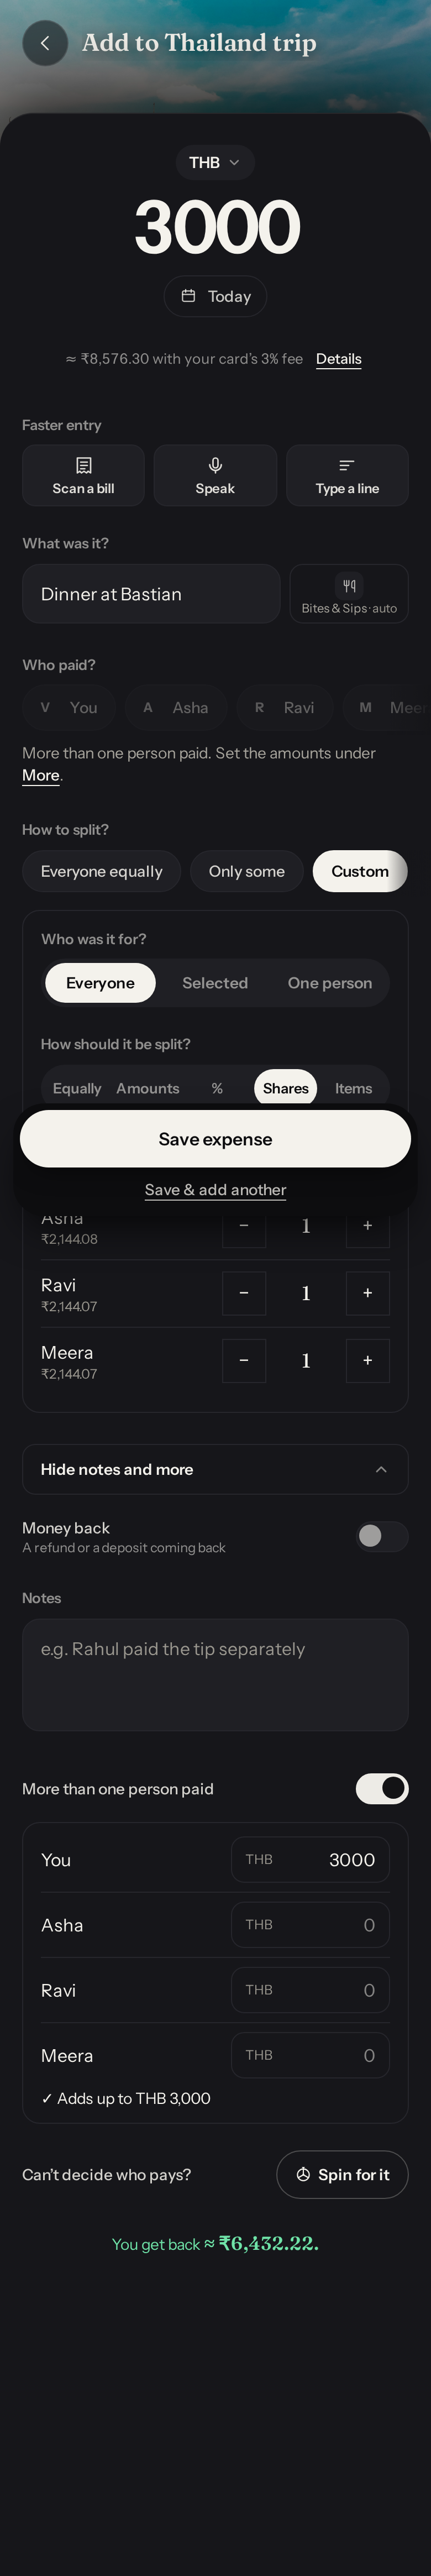 Add to Thailand trip
THB
3000
Today
≈ ₹8,576.30 with your card's 3% fee Details
Faster entry
Scan a bill Speak Type a line
What was it?
Dinner at Bastian
Bites & Sips · auto
Who paid?
V You A Asha R Ravi M Meer
More than one person paid. Set the amounts under
More.
How to split?
Everyone equally Only some Custom
Who was it for?
Everyone Selected One person
How should it be split?
Equally Amounts % Shares Items
Save expense
Save & add another
Asha − 1 +
₹2,144.08
Ravi − 1 +
₹2,144.07
Meera − 1 +
₹2,144.07
Hide notes and more
Money back
A refund or a deposit coming back
Notes
e.g. Rahul paid the tip separately
More than one person paid
You THB 3000
Asha THB 0
Ravi THB 0
Meera THB 0
✓ Adds up to THB 3,000
Can't decide who pays? Spin for it
You get back ≈ ₹6,432.22.